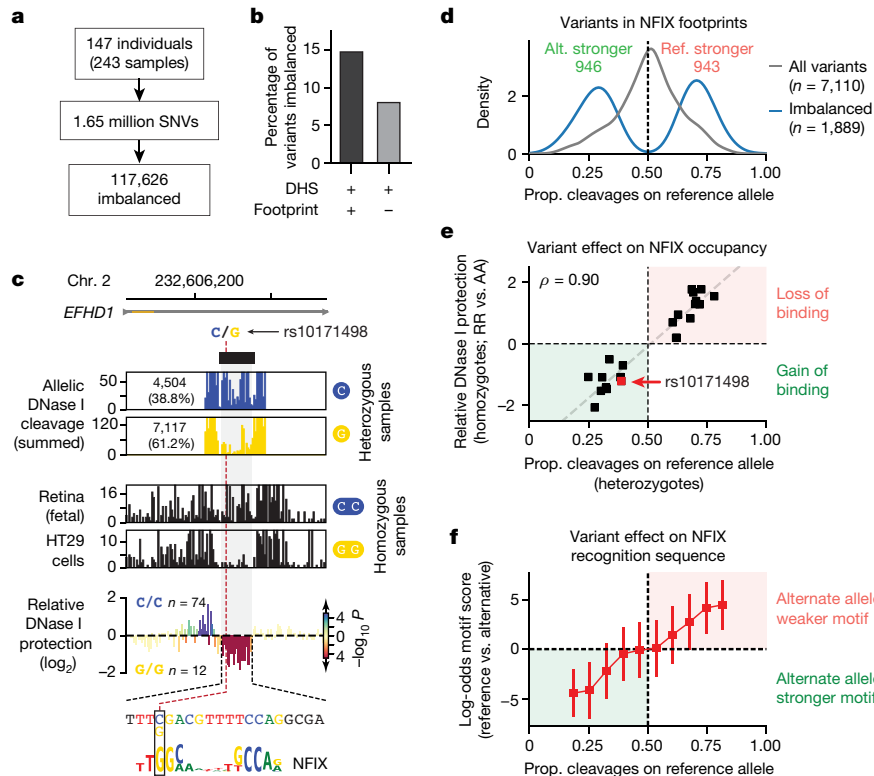 a
147 individuals
(243 samples)
1.65 million SNVs
117,626
imbalanced
b
Percentage of
variants imbalanced
15
10
5
0
DHS + +
Footprint + −
c
Chr. 2 232,606,200
EFHD1
C/G rs10171498
Allelic
DNase I
cleavage
(summed)
50
0
4,504
(38.8%)
C
120
0
7,117
(61.2%)
G
Heterozygous
samples
Retina
(fetal)
16
0
C C
HT29
cells
10
0
G G
Homozygous
samples
Relative
DNase I
protection
(log2)
2
0
−2
C/C n = 74
G/G n = 12
4
0
4
−log10 P
TTTCGACGTTTTCCAGGCGA
G
NFIX
d
Variants in NFIX footprints
Alt. stronger
946
Ref. stronger
943
All variants
(n = 7,110)
Imbalanced
(n = 1,889)
Density
2
0
0 0.25 0.50 0.75 1.00
Prop. cleavages on reference allele
e
Variant effect on NFIX occupancy
ρ = 0.90
Relative DNase I protection
(homozygotes; RR vs. AA)
2
0
−2
rs10171498
Loss of
binding
Gain of
binding
0 0.25 0.50 0.75 1.00
Prop. cleavages on reference allele
(heterozygotes)
f
Variant effect on NFIX
recognition sequence
Log-odds motif score
(reference vs. alternative)
5
0
−5
Alternate allele
weaker motif
Alternate allele
stronger motif
0 0.25 0.50 0.75 1.00
Prop. cleavages on reference allele